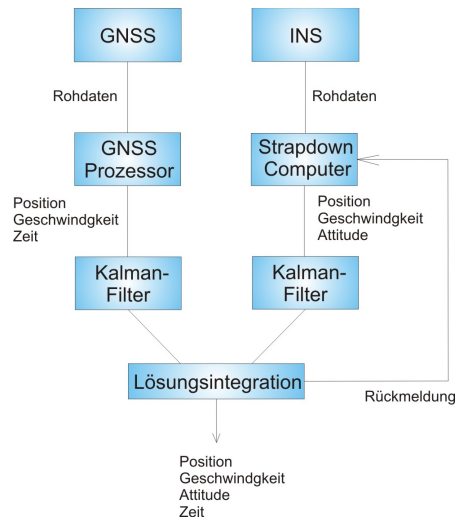 GNSS
INS
Rohdaten
Rohdaten
GNSS
Prozessor
Strapdown
Computer
Position
Geschwindgkeit
Zeit
Position
Geschwindgkeit
Attitude
Kalman-
Filter
Kalman-
Filter
Lösungsintegration
Rückmeldung
Position
Geschwindgkeit
Attitude
Zeit